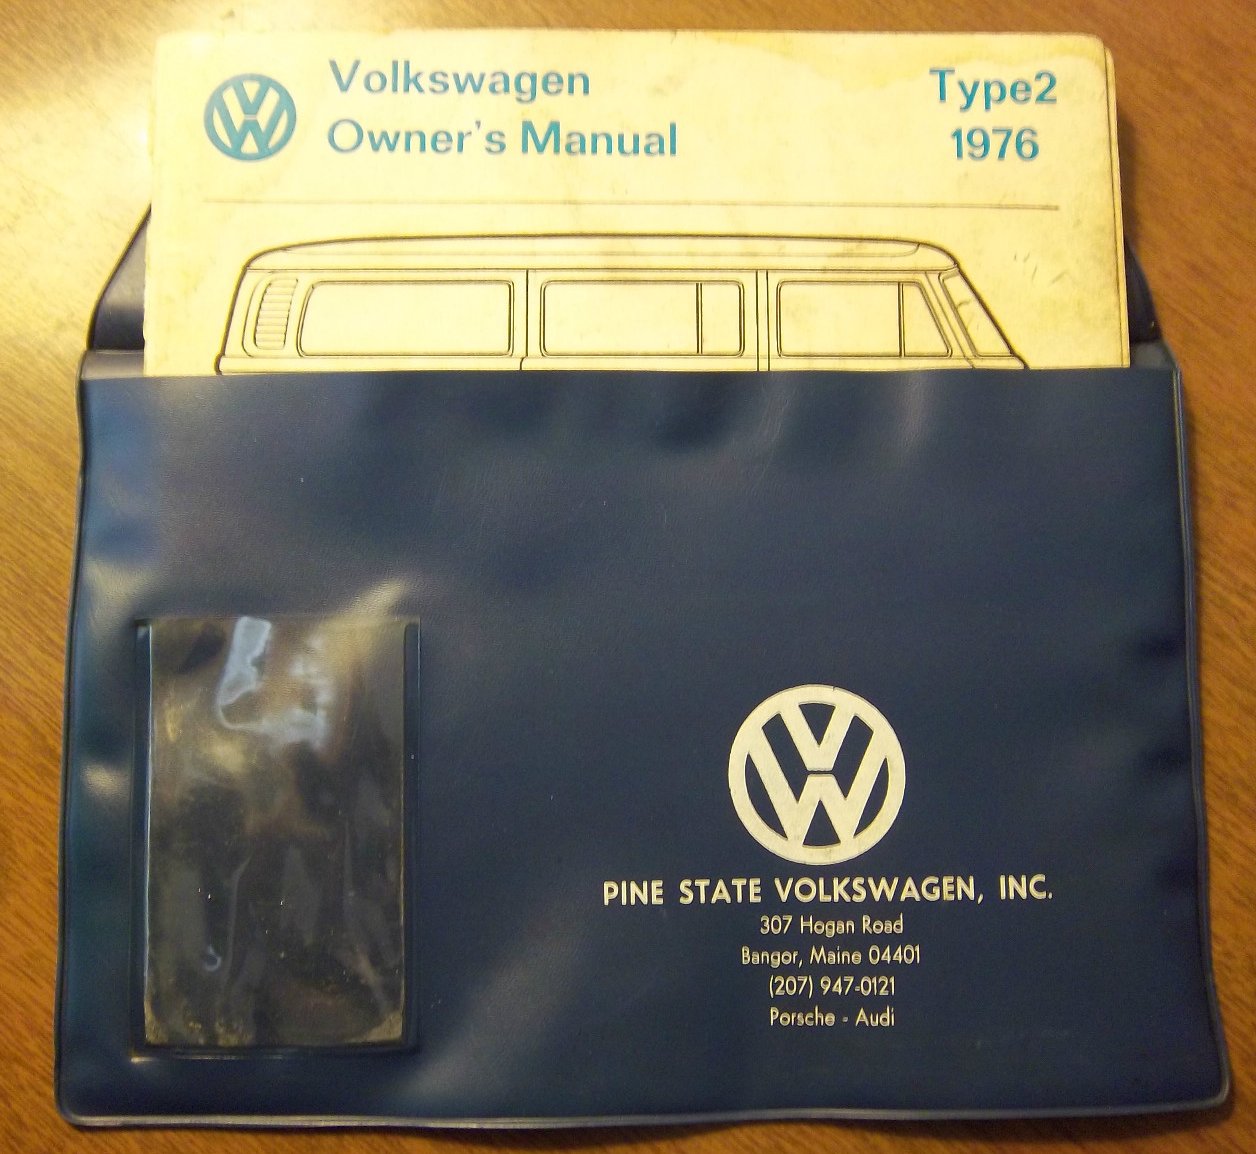 Volkswagen
Owner's Manual
Type2
1976
PINE STATE VOLKSWAGEN, INC.
307 Hogan Road
Bangor, Maine 04401
(207) 947-0121
Porsche - Audi